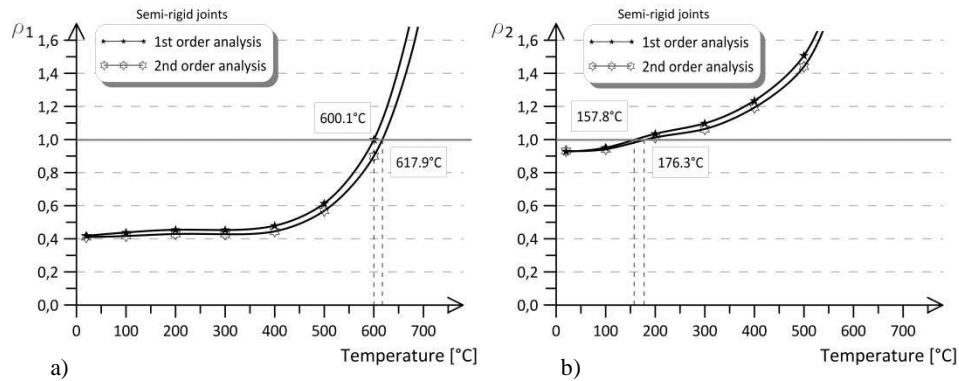 Semi-rigid joints
ρ1
1st order analysis
2nd order analysis
1,6
1,4
1,2
1,0
0,8
0,6
0,4
0,2
0,0
600.1°C
617.9°C
0 100 200 300 400 500 600 700
Temperature [°C]
a)
Semi-rigid joints
ρ2
1st order analysis
2nd order analysis
1,6
1,4
1,2
1,0
0,8
0,6
0,4
0,2
0,0
157.8°C
176.3°C
0 100 200 300 400 500 600 700
Temperature [°C]
b)